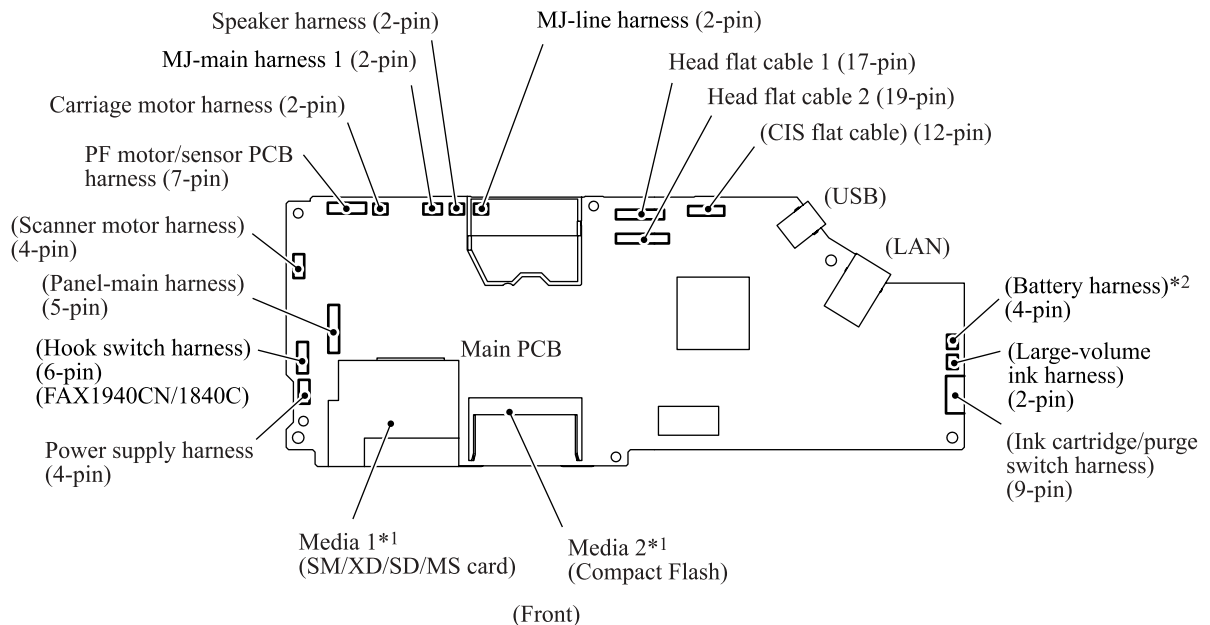 Speaker harness (2-pin)
MJ-line harness (2-pin)
MJ-main harness 1 (2-pin)
Head flat cable 1 (17-pin)
Carriage motor harness (2-pin)
Head flat cable 2 (19-pin)
(CIS flat cable) (12-pin)
PF motor/sensor PCB
harness (7-pin)
(USB)
(Scanner motor harness)
(4-pin)
(LAN)
(Panel-main harness)
(5-pin)
(Battery harness)*2
(4-pin)
(Hook switch harness)
(6-pin)
(FAX1940CN/1840C)
Main PCB
(Large-volume
ink harness)
(2-pin)
Power supply harness
(4-pin)
(Ink cartridge/purge
switch harness)
(9-pin)
Media 1*1
(SM/XD/SD/MS card)
Media 2*1
(Compact Flash)
(Front)